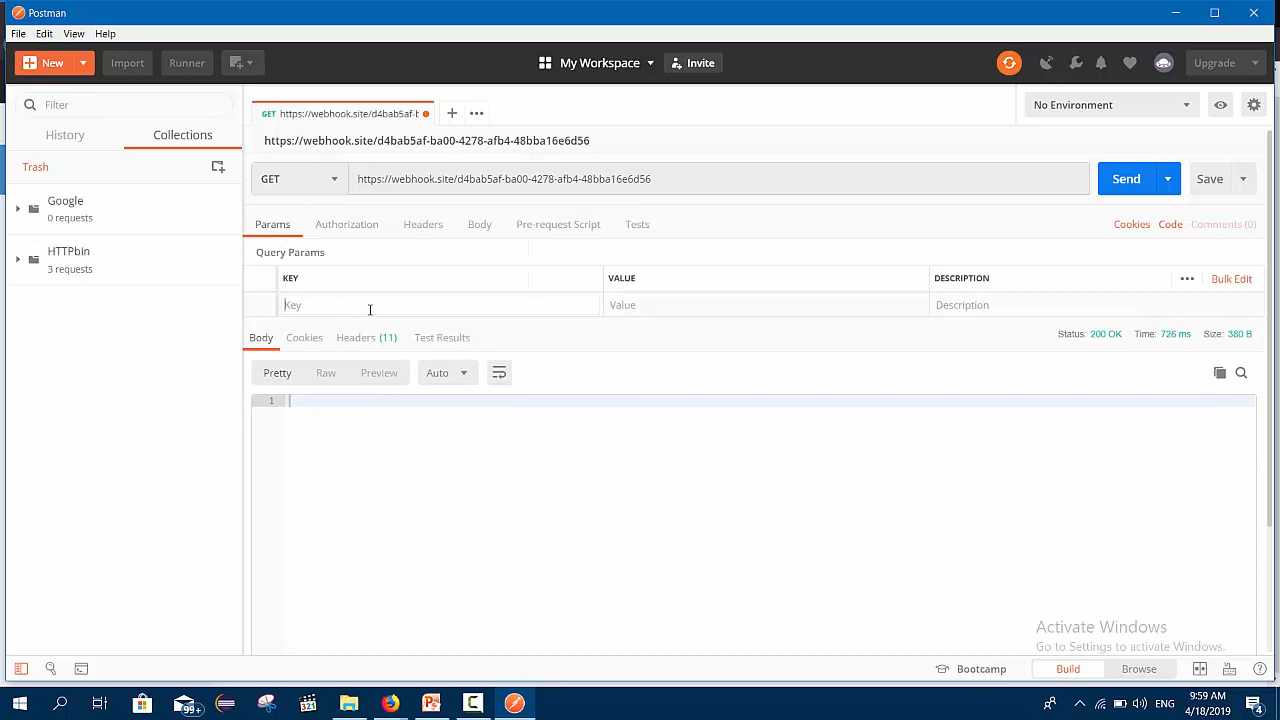 Postman
File Edit View Help
New Import Runner My Workspace Invite Upgrade
Filter
History Collections
Trash
Google
0 requests
HTTPbin
3 requests
GET https://webhook.site/d4bab5af-b
No Environment
https://webhook.site/d4bab5af-ba00-4278-afb4-48bba16e6d56
GET https://webhook.site/d4bab5af-ba00-4278-afb4-48bba16e6d56 Send Save
Params Authorization Headers Body Pre-request Script Tests Cookies Code Comments (0)
Query Params
KEY VALUE DESCRIPTION ••• Bulk Edit
Key Value Description
Body Cookies Headers (11) Test Results Status: 200 OK Time: 726 ms Size: 380 B
Pretty Raw Preview Auto
1
Activate Windows
Go to Settings to activate Windows.
Bootcamp Build Browse
99+
ENG
9:59 AM
4/18/2019
4